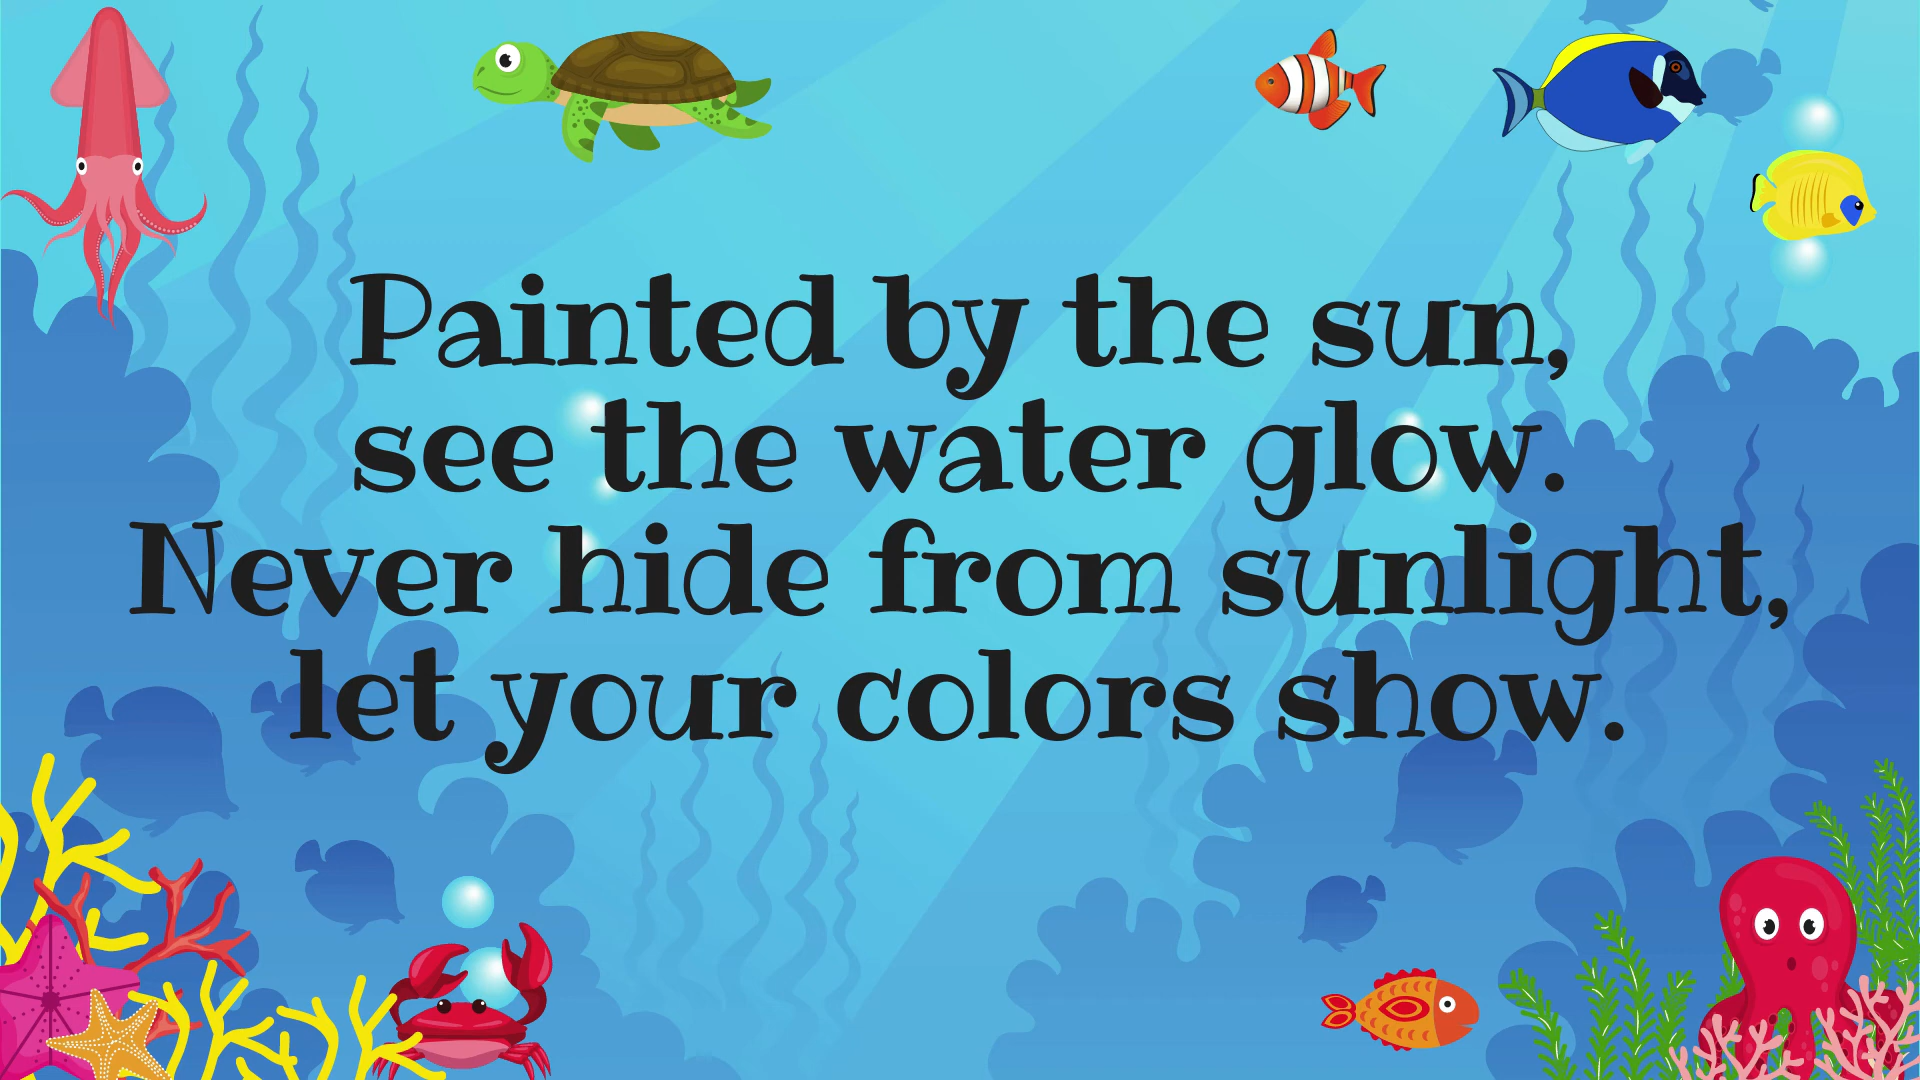 Painted by the sun,
see the water glow.
Never hide from sunlight,
let your colors show.